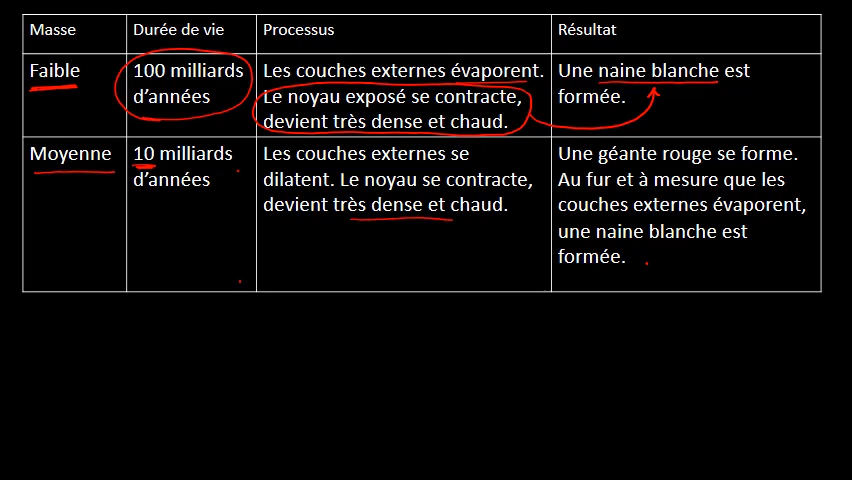 Masse
Durée de vie
Processus
Résultat
Faible
100 milliards
d’années
Les couches externes évaporent.
Le noyau exposé se contracte,
devient très dense et chaud.
Une naine blanche est
formée.
Moyenne
10 milliards
d’années
Les couches externes se
dilatent. Le noyau se contracte,
devient très dense et chaud.
Une géante rouge se forme.
Au fur et à mesure que les
couches externes évaporent,
une naine blanche est
formée.